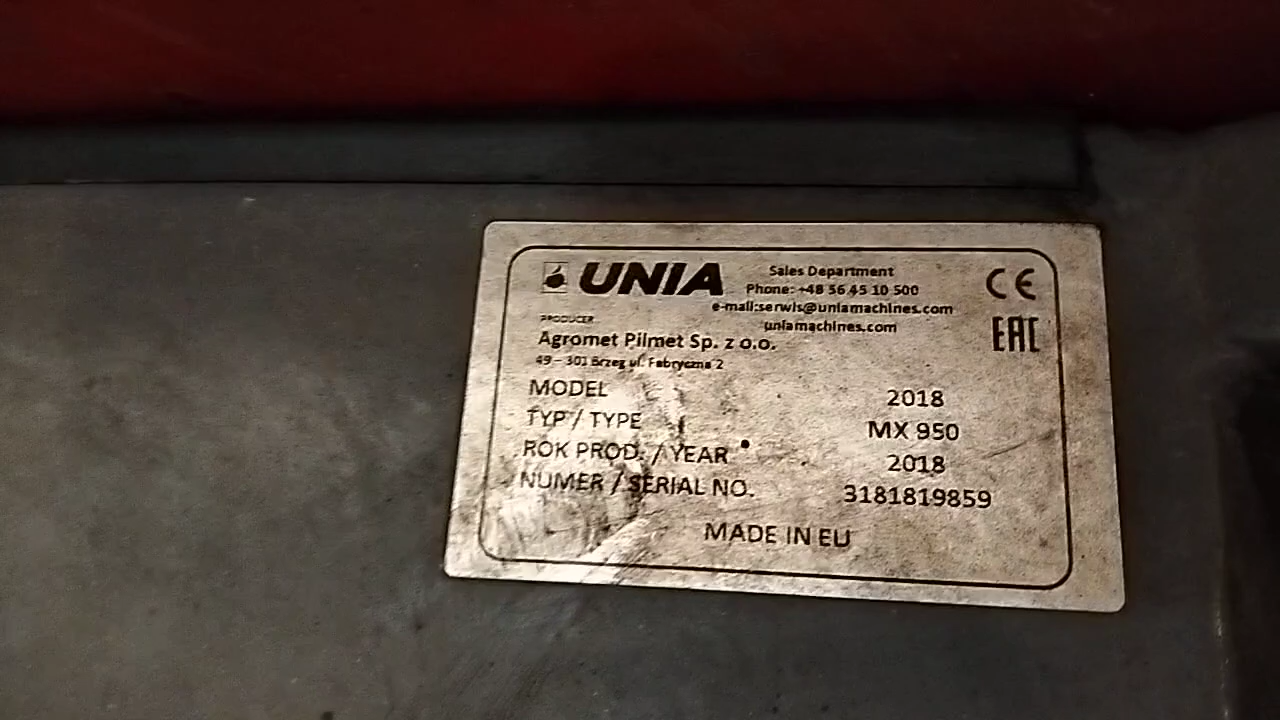 UNIA
Sales Department
Phone: +48 56 45 10 500
e-mail:serwis@uniamachines.com
uniamachines.com
CE
EAC
PRODUCER
Agromet Pilmet Sp. z o.o.
49 - 301 Brzeg ul. Fabryczna 2
MODEL 2018
TYP / TYPE MX 950
ROK PROD. / YEAR 2018
NUMER / SERIAL NO. 3181819859
MADE IN EU